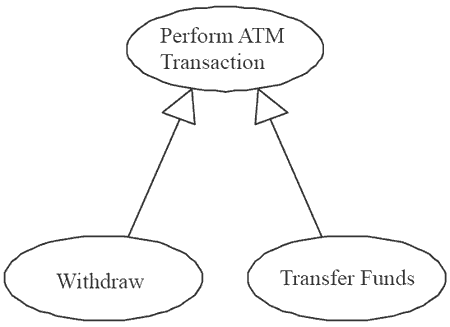 Perform ATM
Transaction
Withdraw
Transfer Funds